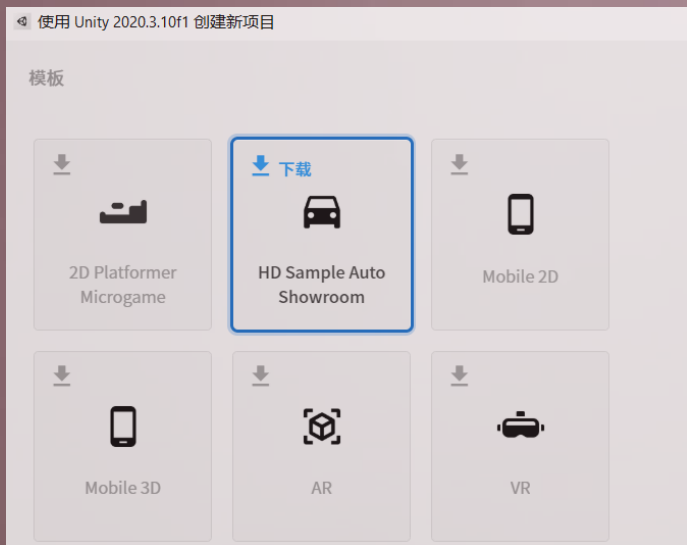 使用 Unity 2020.3.10f1 创建新项目
模板
下载
2D Platformer
Microgame
HD Sample Auto
Showroom
Mobile 2D
Mobile 3D
AR
VR